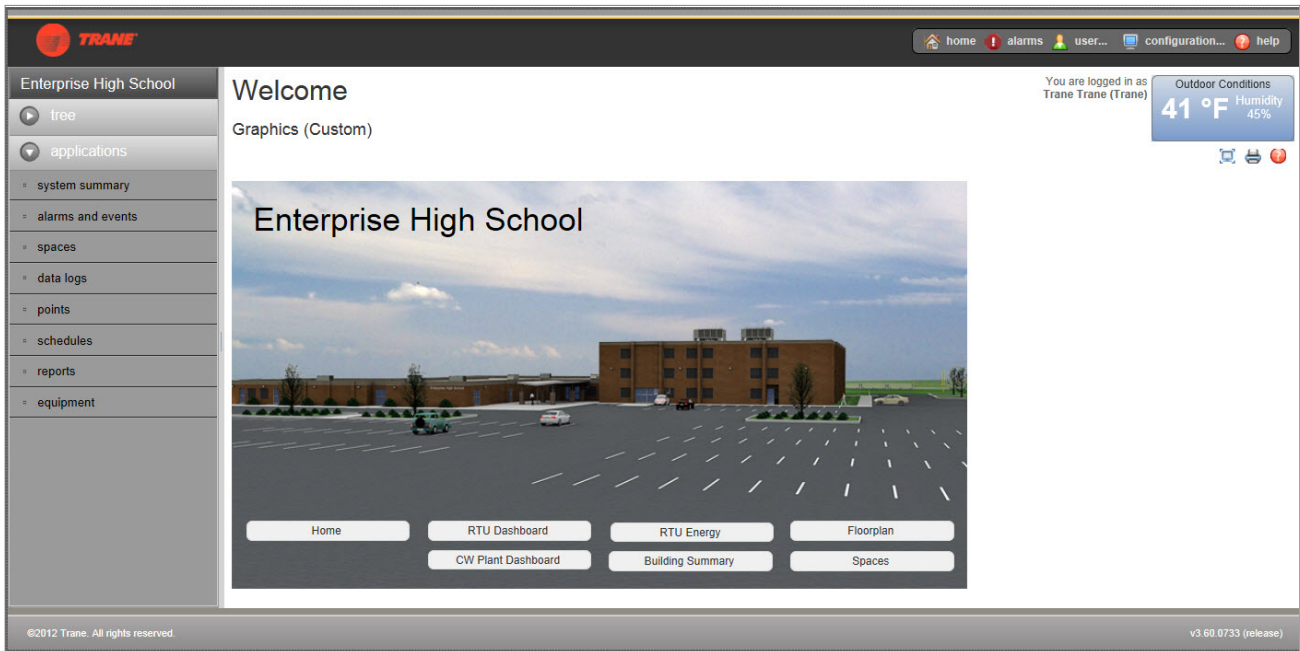 TRANE
home alarms user... configuration... help
Enterprise High School
tree
applications
system summary
alarms and events
spaces
data logs
points
schedules
reports
equipment
Welcome
Graphics (Custom)
You are logged in as
Trane Trane (Trane)
Outdoor Conditions
41 °F Humidity
45%
Enterprise High School
Home RTU Dashboard RTU Energy Floorplan
CW Plant Dashboard Building Summary Spaces
©2012 Trane. All rights reserved.
v3.60.0733 (release)